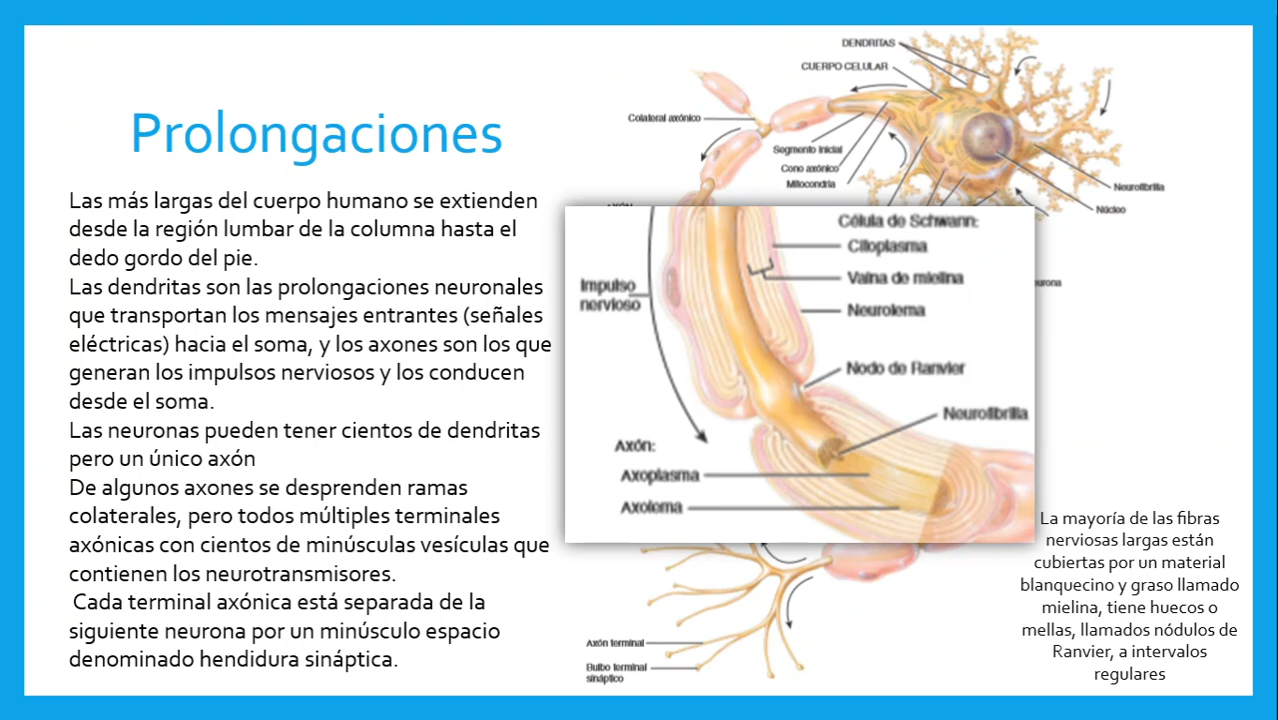 Prolongaciones
Las más largas del cuerpo humano se extienden
desde la región lumbar de la columna hasta el
dedo gordo del pie.
Las dendritas son las prolongaciones neuronales
que transportan los mensajes entrantes (señales
eléctricas) hacia el soma, y los axones son los que
generan los impulsos nerviosos y los conducen
desde el soma.
Las neuronas pueden tener cientos de dendritas
pero un único axón
De algunos axones se desprenden ramas
colaterales, pero todos múltiples terminales
axónicas con cientos de minúsculas vesículas que
contienen los neurotransmisores.
Cada terminal axónica está separada de la
siguiente neurona por un minúsculo espacio
denominado hendidura sináptica.
DENDRITAS
CUERPO CELULAR
Colateral axónico
Segmento inicial
Cono axónico
Mitocondria
Neurofibrilla
Núcleo
Célula de Schwann:
Citoplasma
Vaina de mielina
Neurolema
Impulso
nervioso
Nodo de Ranvier
Neurofibrilla
Axón:
Axoplasma
Axolema
Axón terminal
Bulbo terminal
sináptico
La mayoría de las fibras
nerviosas largas están
cubiertas por un material
blanquecino y graso llamado
mielina, tiene huecos o
mellas, llamados nódulos de
Ranvier, a intervalos
regulares